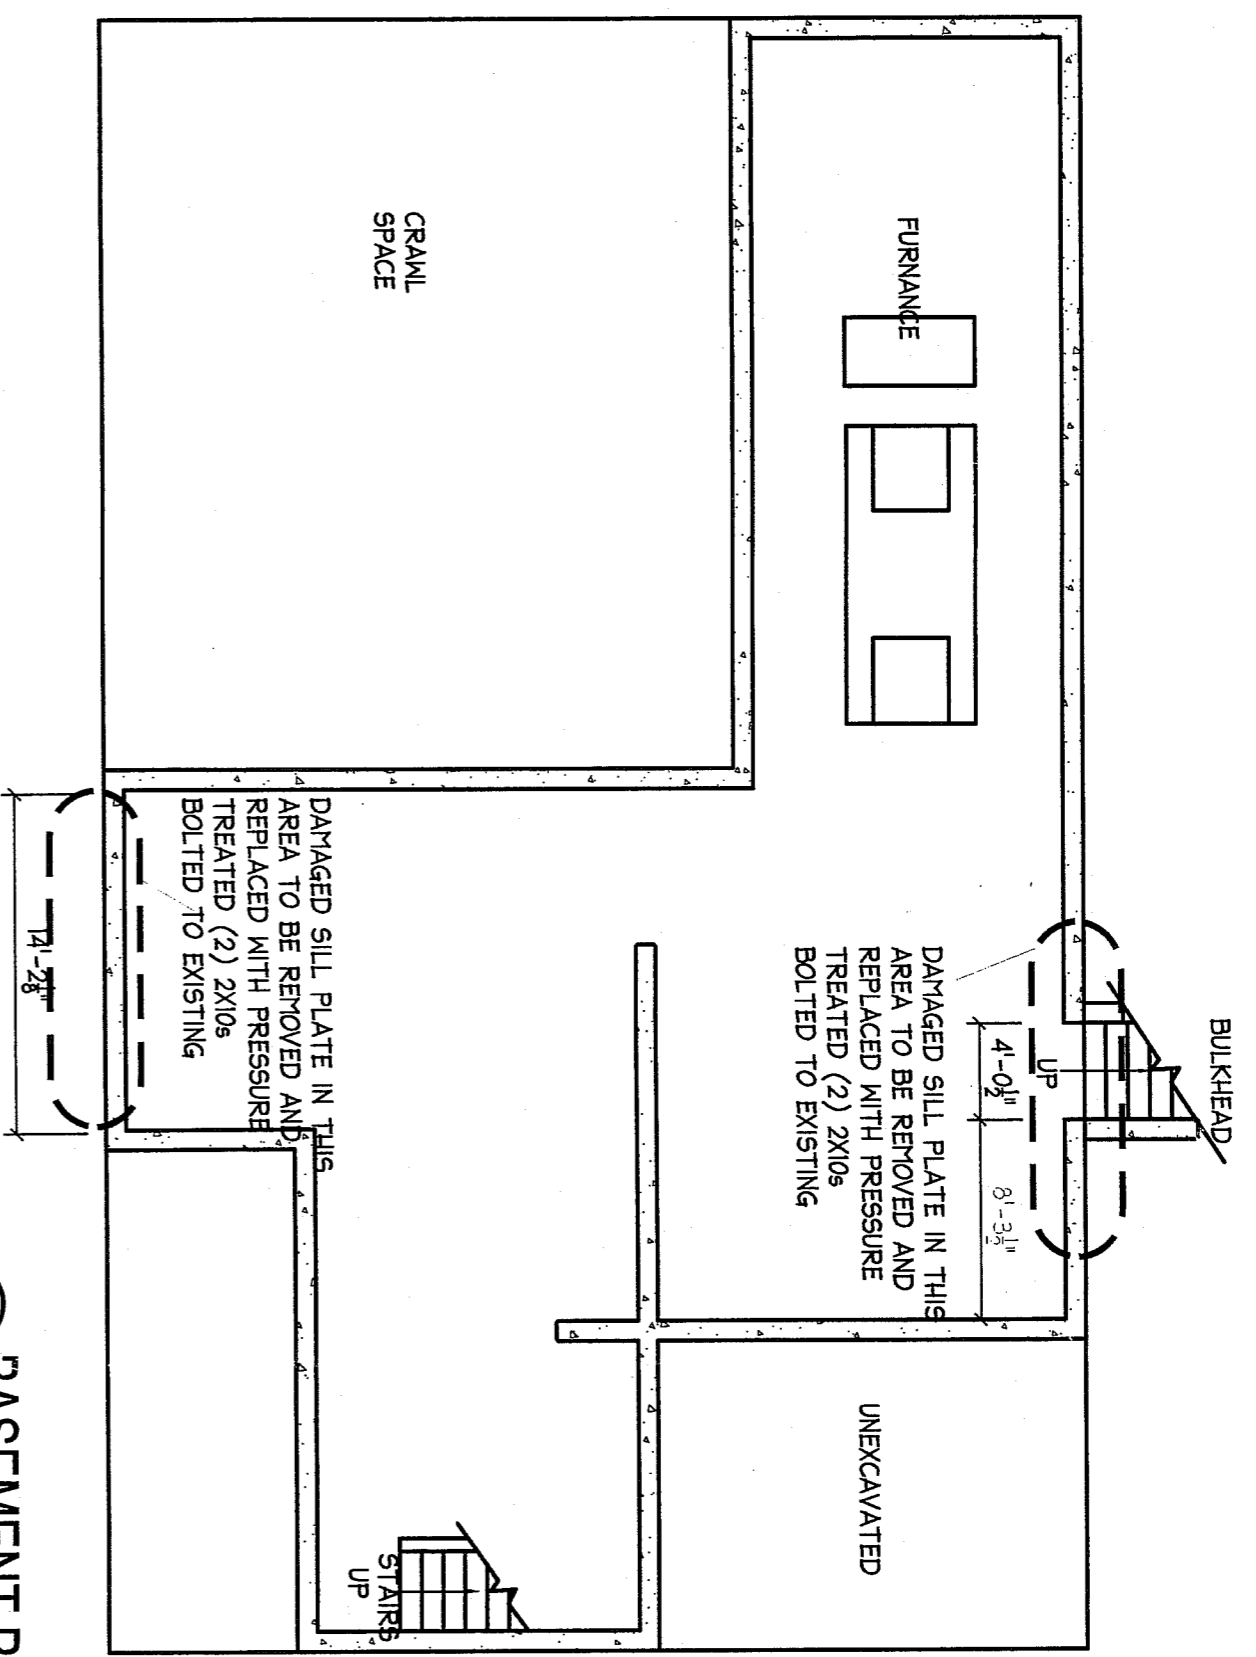 BULKHEAD
UP
4'-0½"
8'-3½"
DAMAGED SILL PLATE IN THIS
AREA TO BE REMOVED AND
REPLACED WITH PRESSURE
TREATED (2) 2X10s
BOLTED TO EXISTING
FURNANCE
UNEXCAVATED
CRAWL
SPACE
STAIRS
UP
DAMAGED SILL PLATE IN THIS
AREA TO BE REMOVED AND
REPLACED WITH PRESSURE
TREATED (2) 2X10s
BOLTED TO EXISTING
14'-2⅛"
BASEMENT